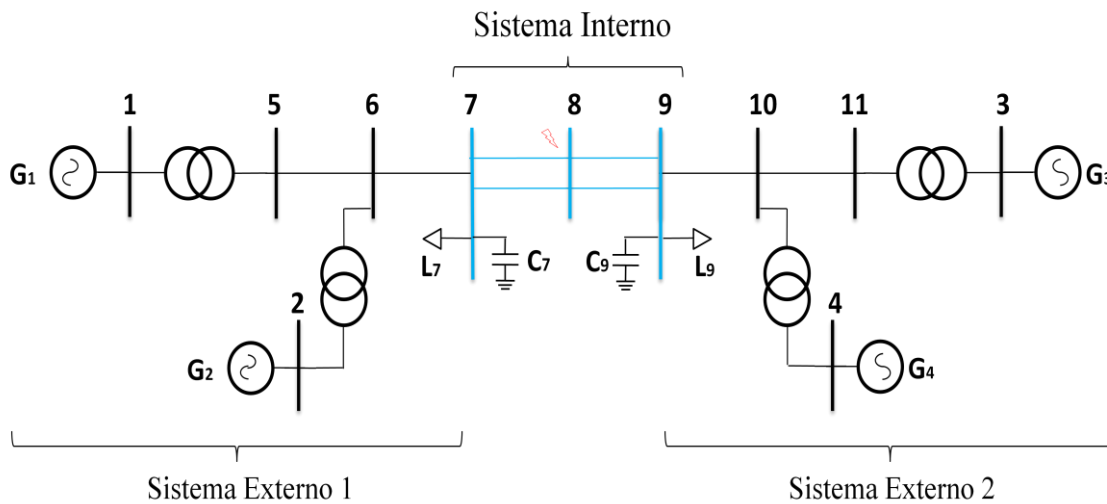 Sistema Interno
1 5 6 7 8 9 10 11 3
G1 G3
L7 C7 C9 L9
2 4
G2 G4
Sistema Externo 1 Sistema Externo 2